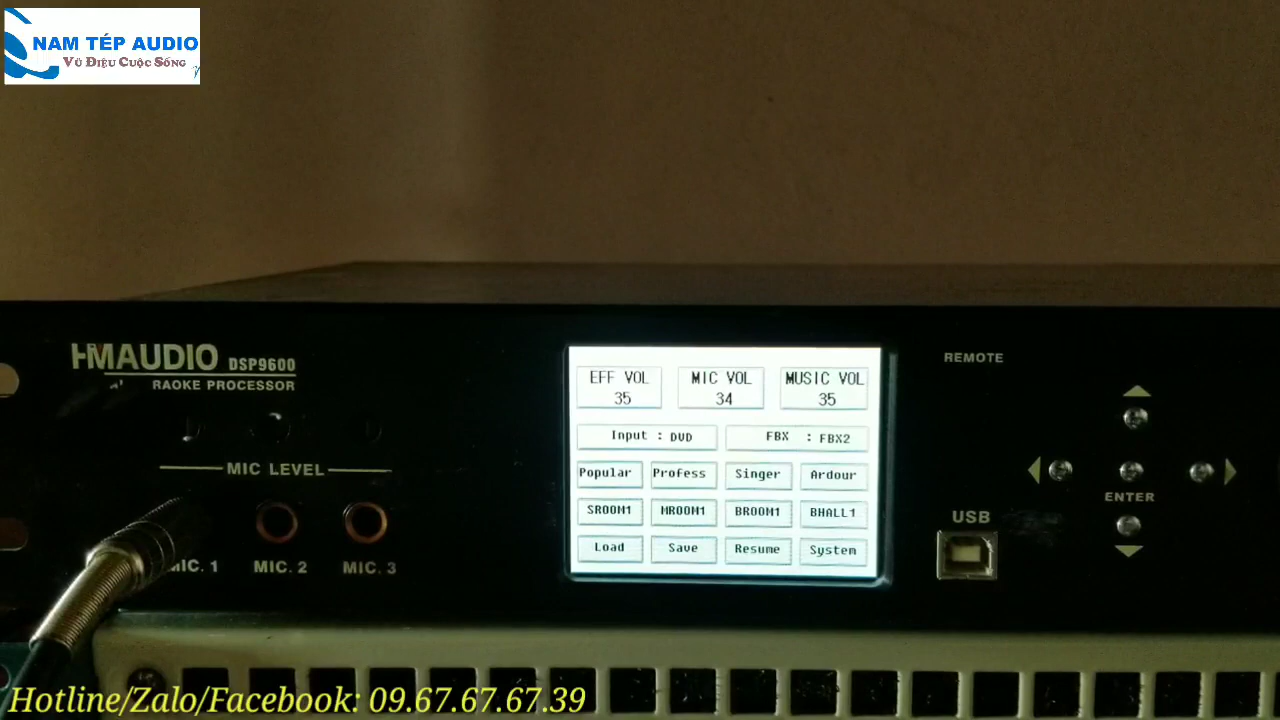 NAM TÉP AUDIO
Vũ Điệu Cuộc Sống
HMAUDIO DSP9600
RAOKE PROCESSOR
MIC LEVEL
MIC. 1 MIC. 2 MIC. 3
EFF VOL MIC VOL MUSIC VOL
35 34 35
Input : DVD FBX : FBX2
Popular Profess Singer Ardour
SROOM1 MROOM1 BROOM1 BHALL1
Load Save Resume System
REMOTE
ENTER
USB
Hotline/Zalo/Facebook: 09.67.67.67.39